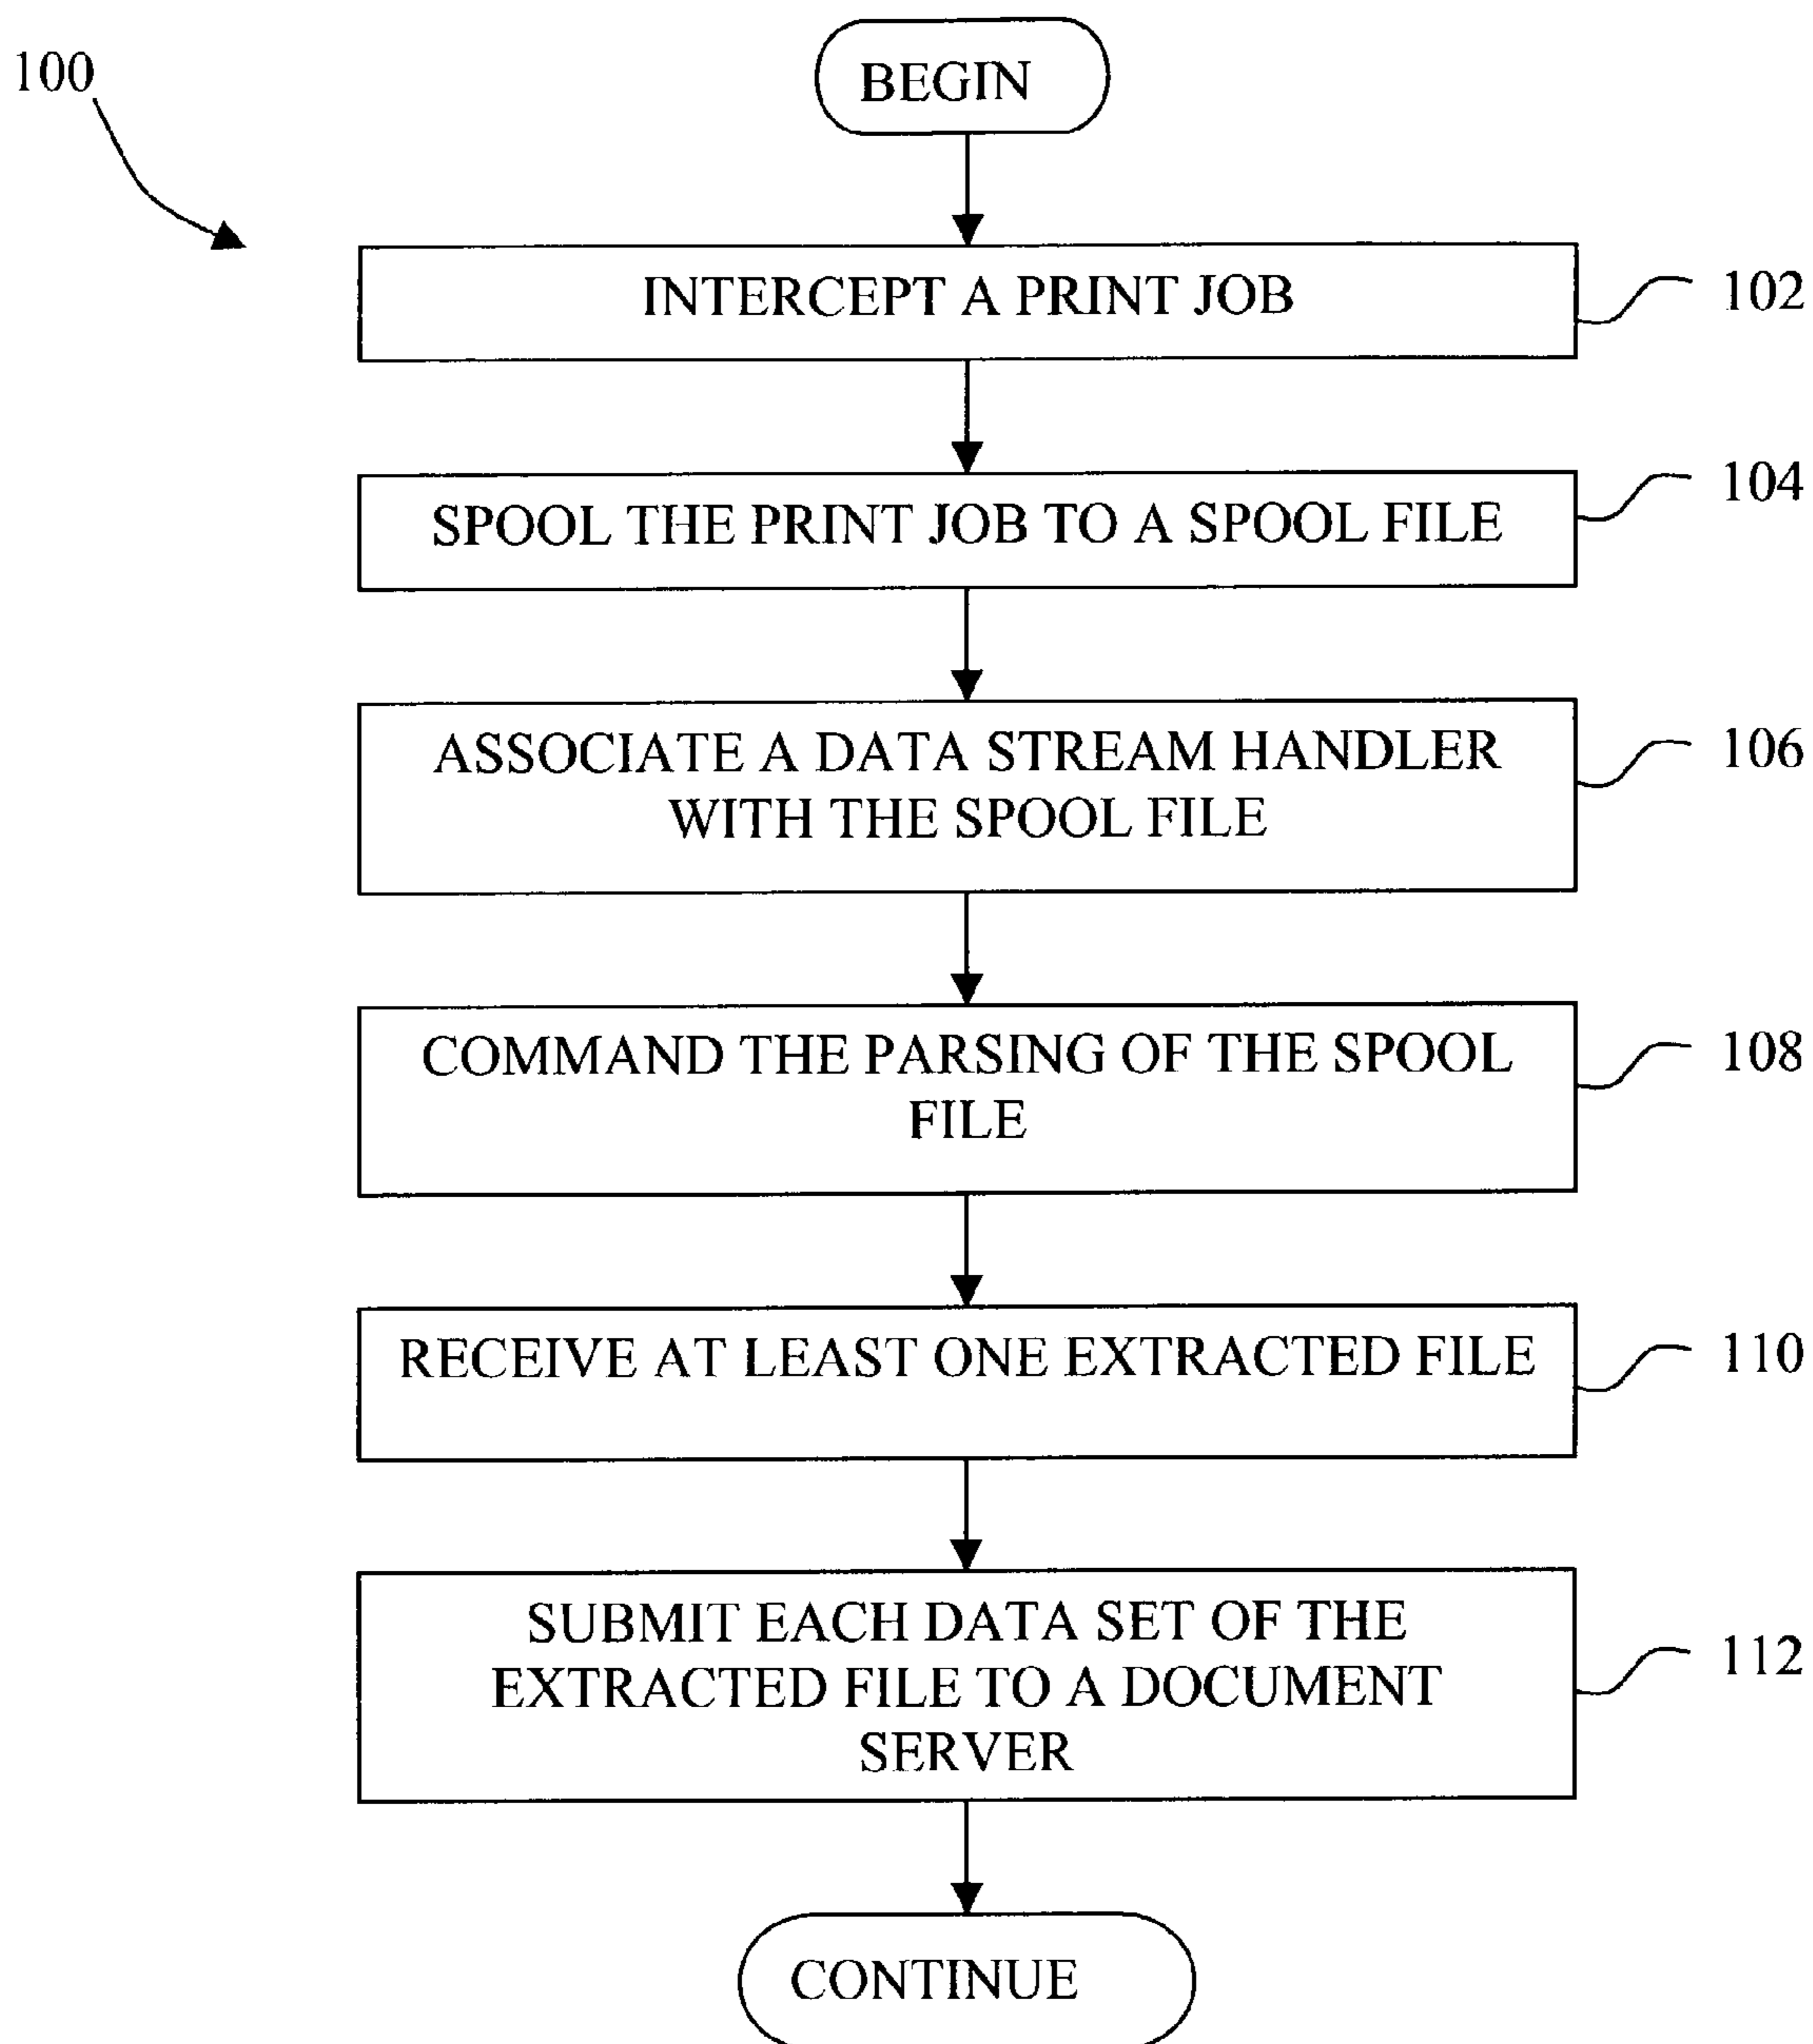 100
BEGIN
INTERCEPT A PRINT JOB
102
SPOOL THE PRINT JOB TO A SPOOL FILE
104
ASSOCIATE A DATA STREAM HANDLER
WITH THE SPOOL FILE
106
COMMAND THE PARSING OF THE SPOOL
FILE
108
RECEIVE AT LEAST ONE EXTRACTED FILE
110
SUBMIT EACH DATA SET OF THE
EXTRACTED FILE TO A DOCUMENT
SERVER
112
CONTINUE